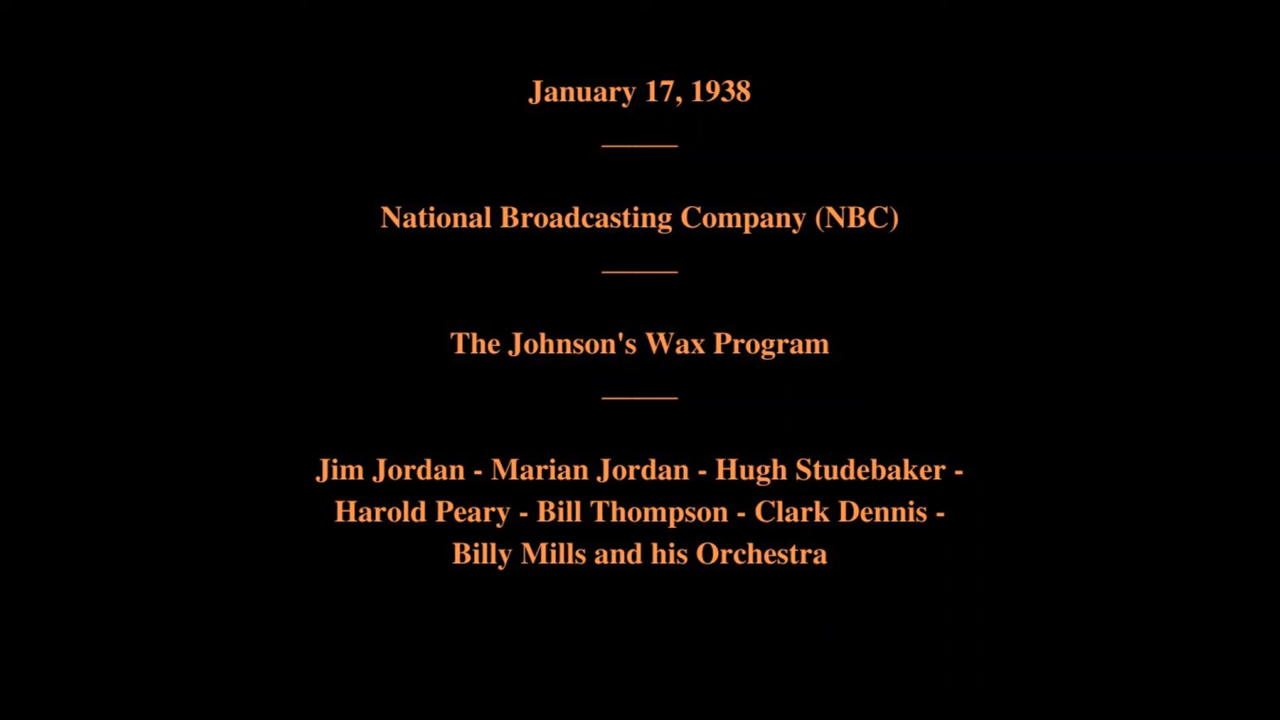 January 17, 1938
National Broadcasting Company (NBC)
The Johnson's Wax Program
Jim Jordan - Marian Jordan - Hugh Studebaker -
Harold Peary - Bill Thompson - Clark Dennis -
Billy Mills and his Orchestra